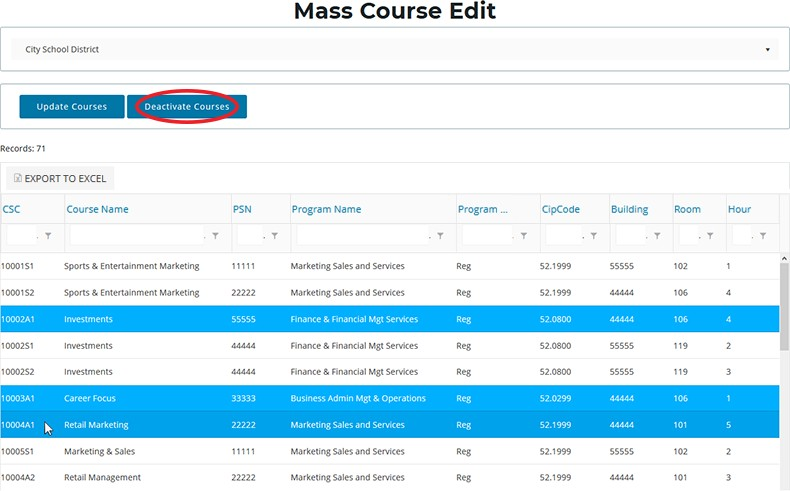 Mass Course Edit
City School District
Update Courses Deactivate Courses
Records: 71
EXPORT TO EXCEL
CSC Course Name PSN Program Name Program ... CipCode Building Room Hour
10001S1 Sports & Entertainment Marketing 11111 Marketing Sales and Services Reg 52.1999 55555 102 1
10001S2 Sports & Entertainment Marketing 22222 Marketing Sales and Services Reg 52.1999 44444 106 4
10002A1 Investments 55555 Finance & Financial Mgt Services Reg 52.0800 44444 106 4
10002S1 Investments 44444 Finance & Financial Mgt Services Reg 52.0800 55555 119 2
10002S2 Investments 44444 Finance & Financial Mgt Services Reg 52.0800 55555 119 3
10003A1 Career Focus 33333 Business Admin Mgt & Operations Reg 52.0299 44444 106 1
10004A1 Retail Marketing 22222 Marketing Sales and Services Reg 52.1999 44444 101 5
10005S1 Marketing & Sales 11111 Marketing Sales and Services Reg 52.1999 55555 102 2
10004A2 Retail Management 22222 Marketing Sales and Services Reg 52.1999 44444 101 3